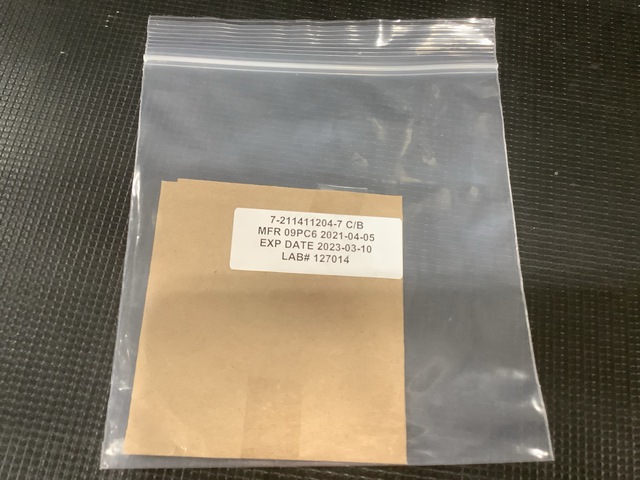 7-211411204-7 C/B
MFR 09PC6 2021-04-05
EXP DATE 2023-03-10
LAB# 127014